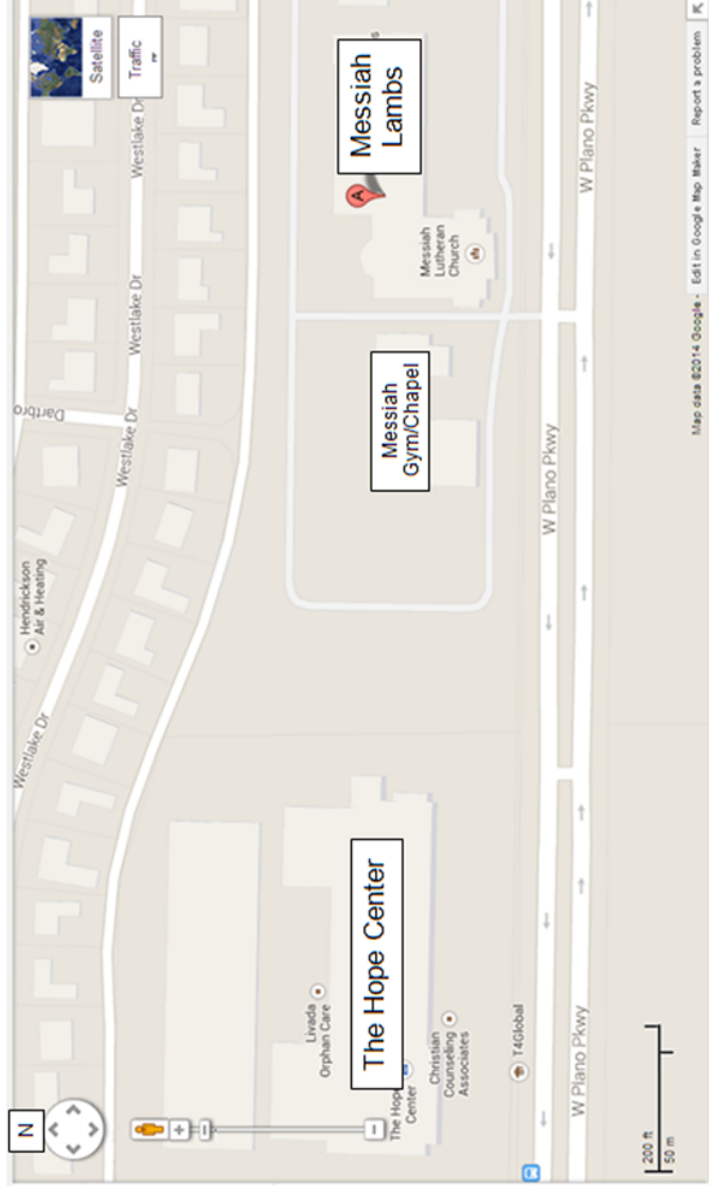 N
Satellite
Traffic
Westlake Dr
Westlake Dr
Westlake Dr
Westlake Dr
Dartbro
Hendrickson
Air & Heating
Messiah
Lambs
A
s
Messiah
Lutheran
Church
Messiah
Gym/Chapel
The Hope Center
Livada
Orphan Care
The Hope
Center
Christian
Counseling
Associates
T4Global
W Plano Pkwy
W Plano Pkwy
W Plano Pkwy
200 ft
50 m
Map data ©2014 Google -
Edit in Google Map Maker
Report a problem